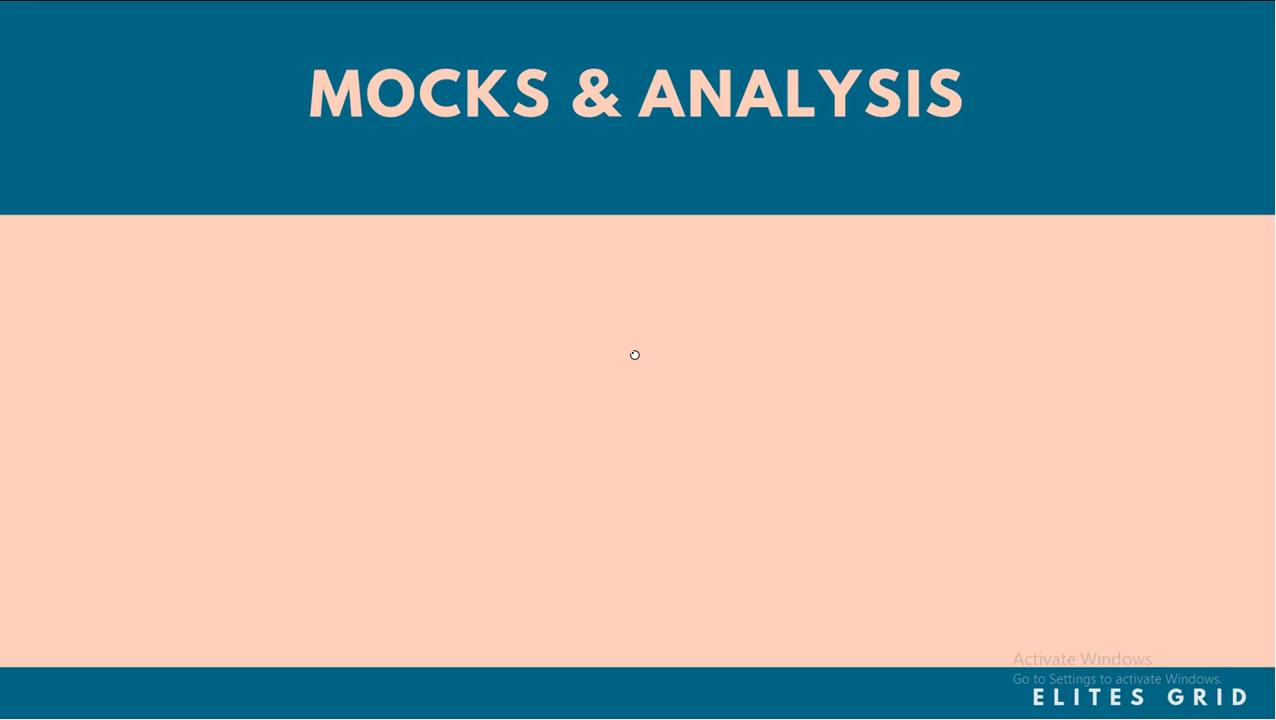 MOCKS & ANALYSIS
Activate Windows
Go to Settings to activate Windows.
ELITES GRID